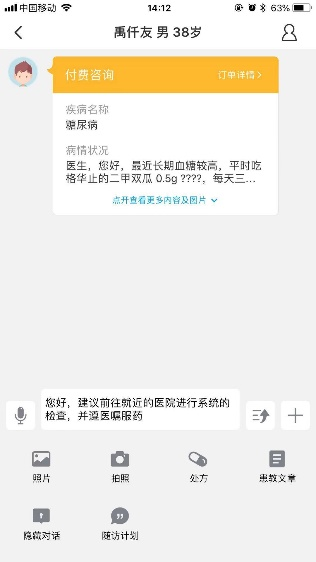 中国移动
14:12
63%
禹仟友 男 38岁
付费咨询
订单详情
疾病名称
糖尿病
病情状况
医生，您好，最近长期血糖较高，平时吃
格华止的二甲双瓜 0.5g ????，每天三...
点开查看更多内容及图片
您好，建议前往就近的医院进行系统的
检查，并遵医嘱服药
照片
拍照
处方
患教文章
隐藏对话
随访计划